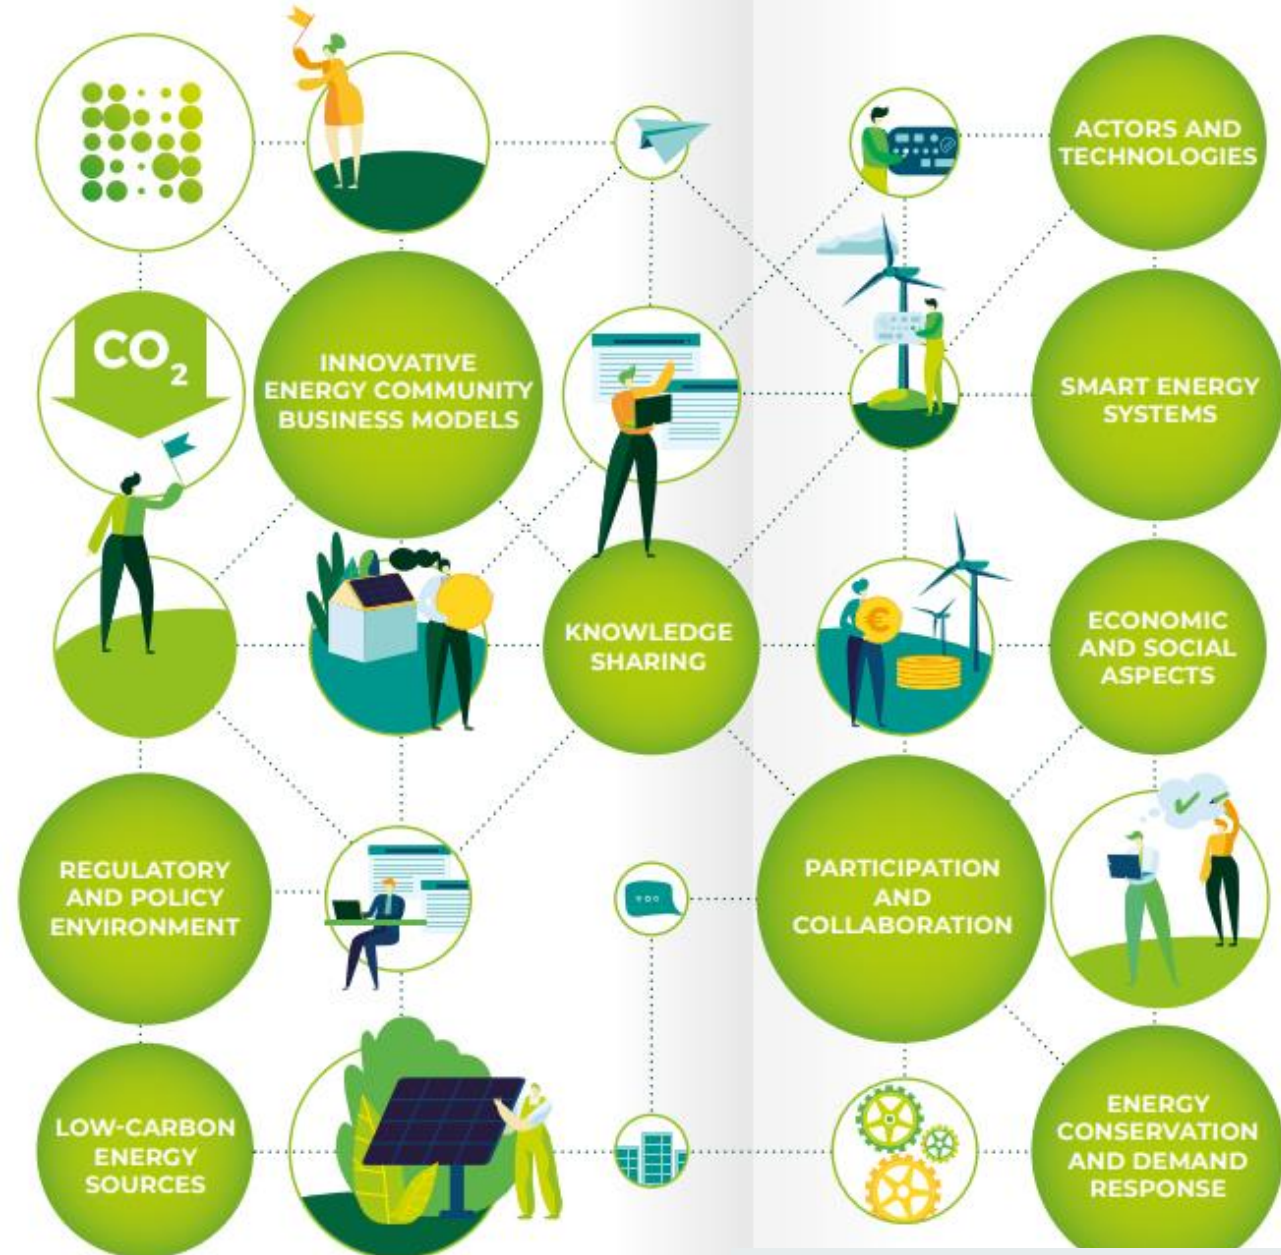 ACTORS AND
TECHNOLOGIES
CO2
INNOVATIVE
ENERGY COMMUNITY
BUSINESS MODELS
SMART ENERGY
SYSTEMS
KNOWLEDGE
SHARING
€
ECONOMIC
AND SOCIAL
ASPECTS
REGULATORY
AND POLICY
ENVIRONMENT
PARTICIPATION
AND
COLLABORATION
LOW-CARBON
ENERGY
SOURCES
ENERGY
CONSERVATION
AND DEMAND
RESPONSE